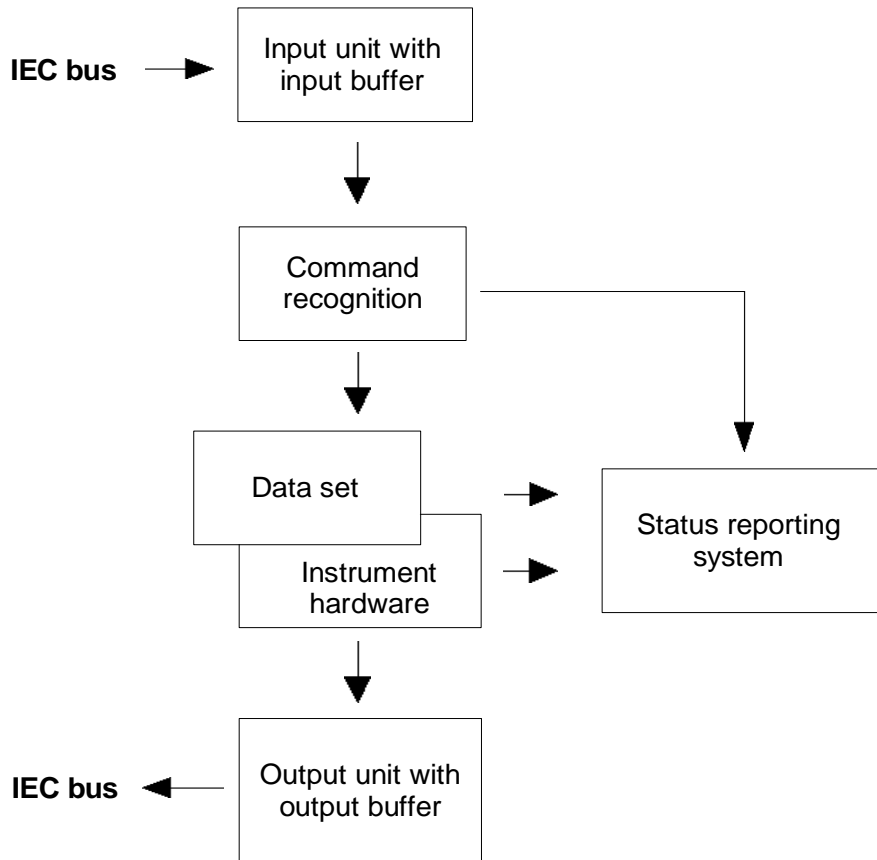 Input unit with
input buffer
IEC bus
Command
recognition
Data set
Status reporting
system
Instrument
hardware
Output unit with
output buffer
IEC bus